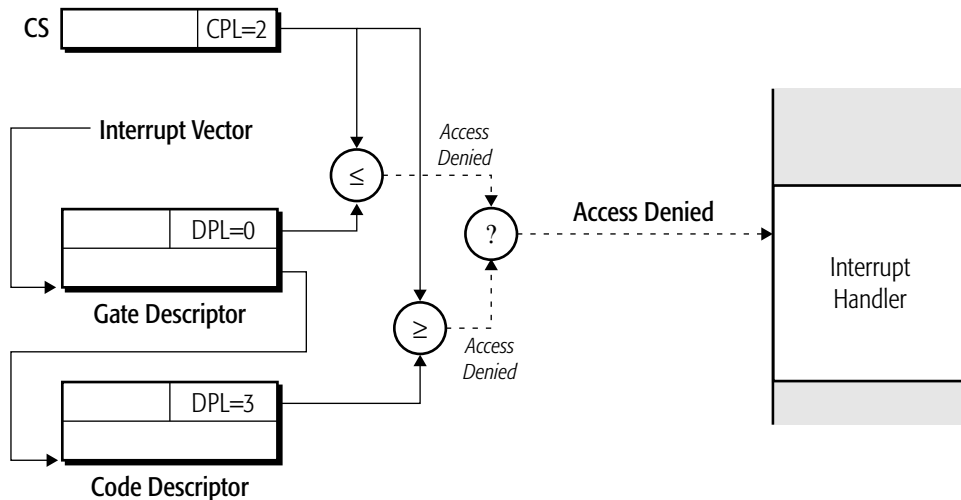 CS
CPL=2
Interrupt Vector
Access
Denied
≤
DPL=0
?
Access Denied
Gate Descriptor
Interrupt
Handler
≥
Access
Denied
DPL=3
Code Descriptor